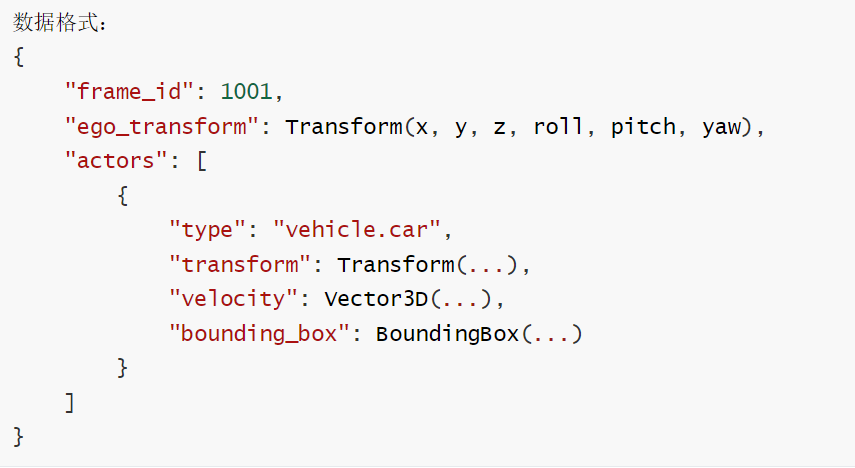 数据格式:
{
    "frame_id": 1001,
    "ego_transform": Transform(x, y, z, roll, pitch, yaw),
    "actors": [
        {
            "type": "vehicle.car",
            "transform": Transform(...),
            "velocity": Vector3D(...),
            "bounding_box": BoundingBox(...)
        }
    ]
}